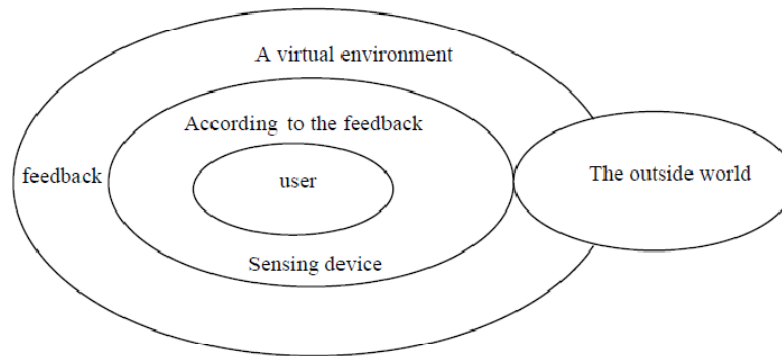 A virtual environment
According to the feedback
feedback
user
The outside world
Sensing device